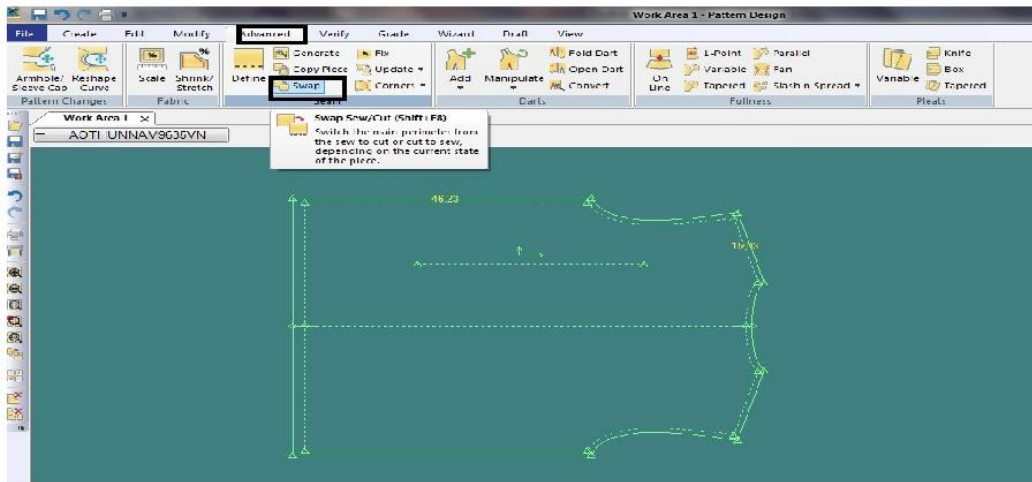 Work Area 1 - Pattern Design
File Create Edit Modify Advanced Verify Grade Wizard Draft View
Generate Fix Fold Dart 1-Point Parallel Knife
Copy Piece Update Open Dart Variable Fan Box
Armhole/ Reshape Scale Shrink/ Define Swap Corners Add Manipulate Convert On Tapered Slash n Spread Variable Tapered
Sleeve Cap Curve Stretch Line
Pattern Changes Fabric Seam Darts Fullness Pleats
Work Area 1 x
Swap Sew/Cut (Shift+F8)
Switch the main perimeter from
the sew to cut or cut to sew,
depending on the current state
of the piece.
46.23